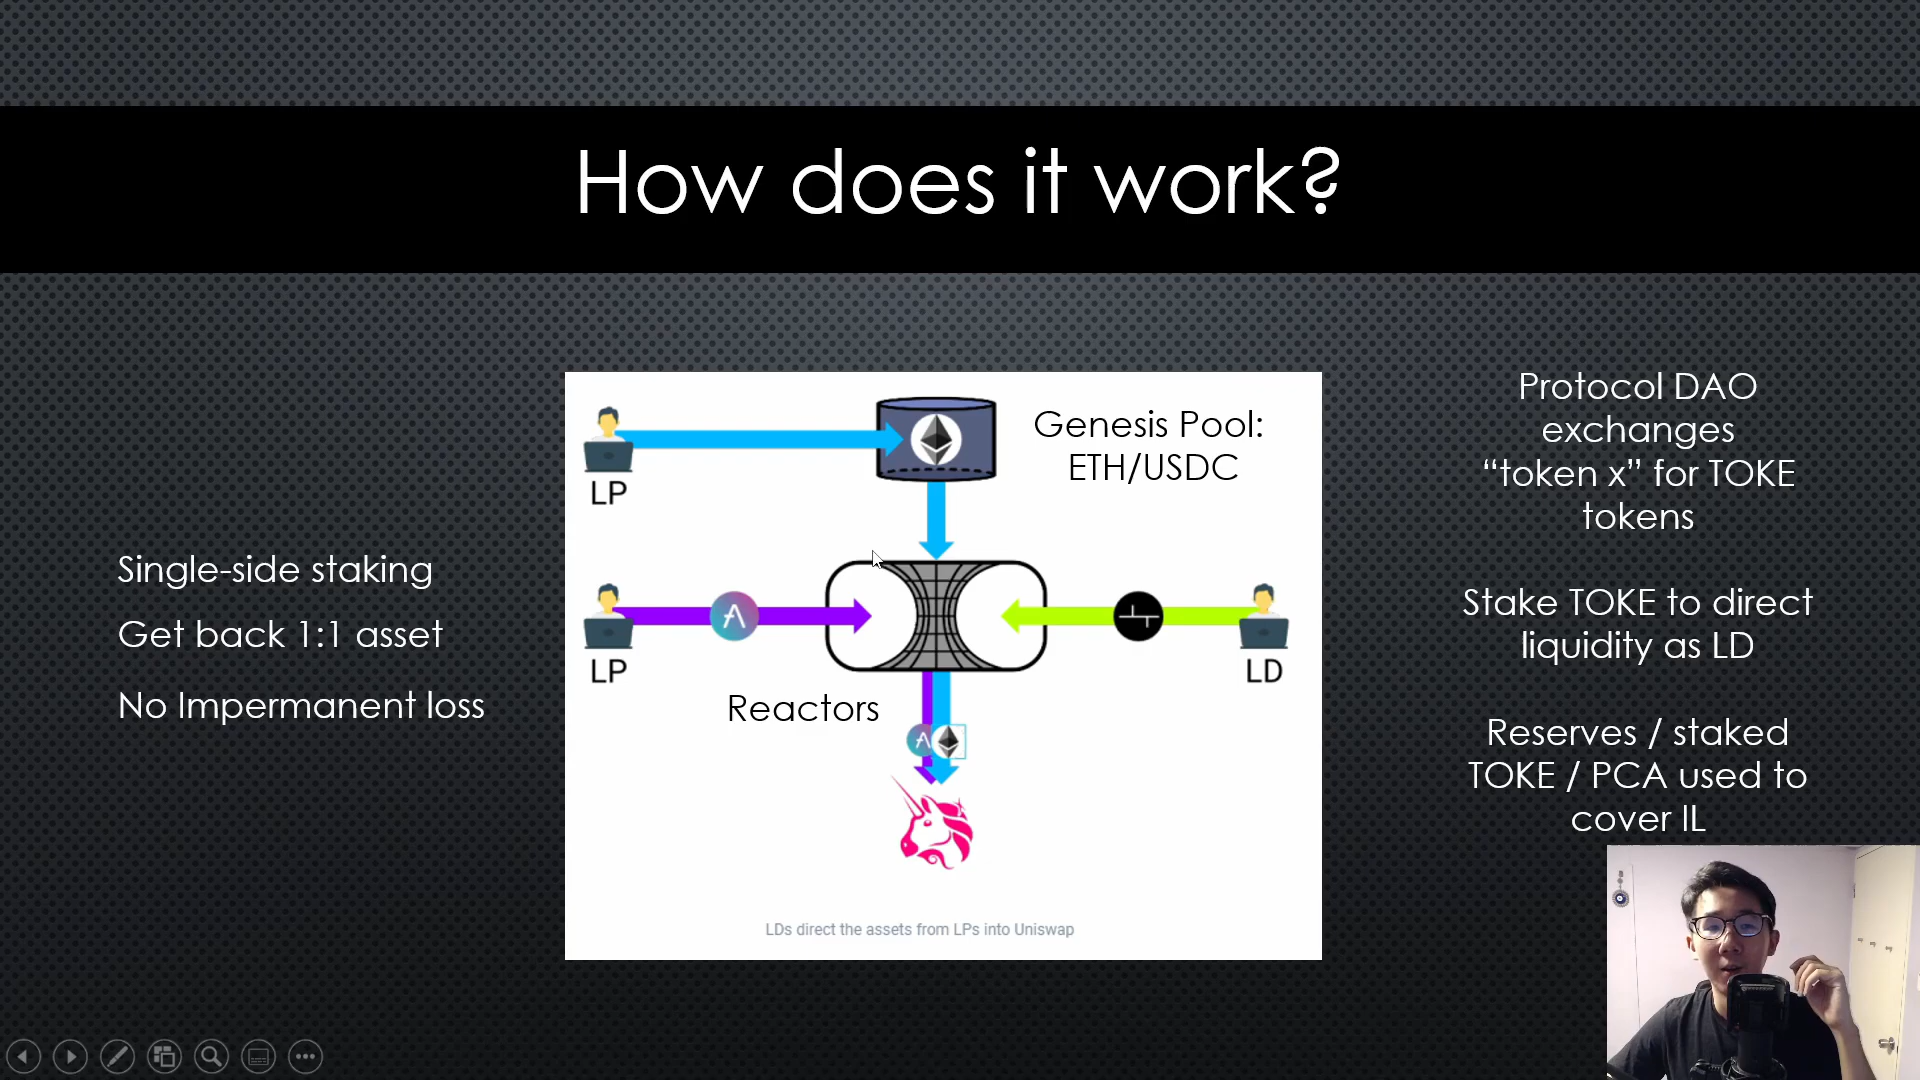 How does it work?
Single-side staking
Get back 1:1 asset
No Impermanent loss
LP
Genesis Pool:
ETH/USDC
LP
LD
Reactors
LDs direct the assets from LPs into Uniswap
Protocol DAO
exchanges
“token x” for TOKE
tokens
Stake TOKE to direct
liquidity as LD
Reserves / staked
TOKE / PCA used to
cover IL